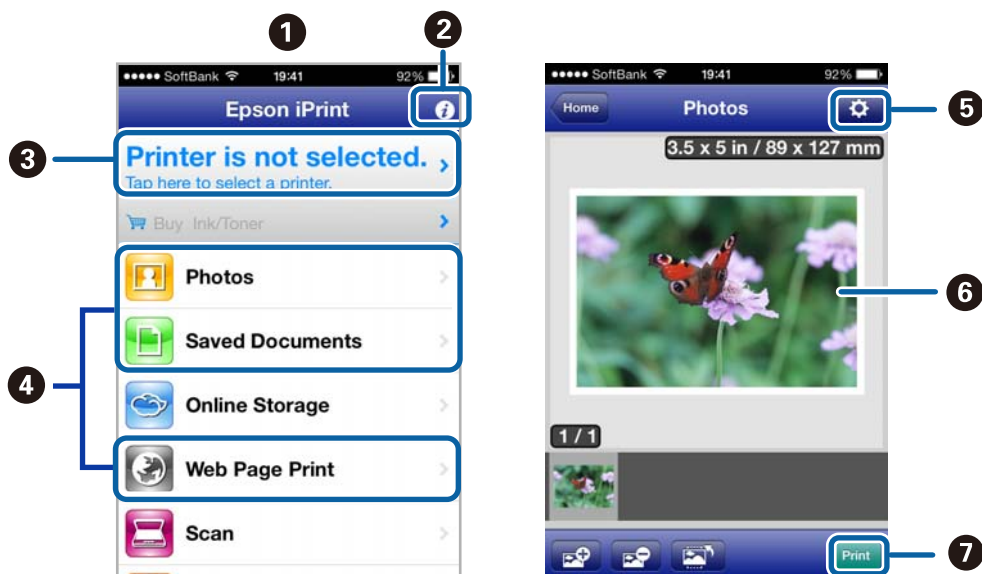 1
2
●●●●● SoftBank 19:41 92%
Epson iPrint
3
Printer is not selected.
Tap here to select a printer.
Buy Ink/Toner
Photos
Saved Documents
4
Online Storage
Web Page Print
Scan
●●●●● SoftBank 19:41 92%
Home Photos
5
3.5 x 5 in / 89 x 127 mm
6
1 / 1
Print
7